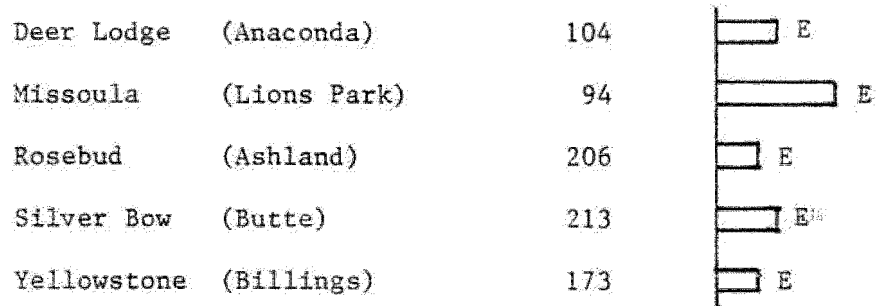 Deer Lodge (Anaconda) 104 E
Missoula (Lions Park) 94 E
Rosebud (Ashland) 206 E
Silver Bow (Butte) 213 E
Yellowstone (Billings) 173 E